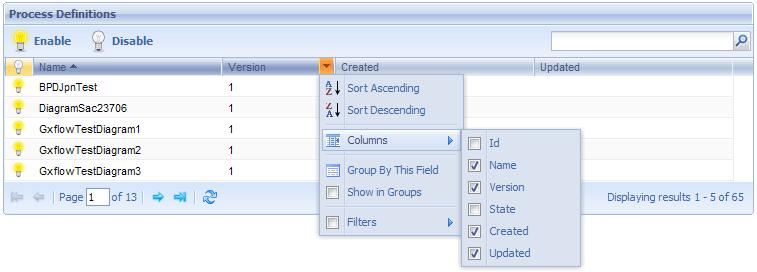 Process Definitions
Enable Disable
Name Version Created Updated
BPDJpnTest 1
DiagramSac23706 1
GxflowTestDiagram1 1
GxflowTestDiagram2 1
GxflowTestDiagram3 1
Page 1 of 13
Displaying results 1 - 5 of 65
Sort Ascending
Sort Descending
Columns
Group By This Field
Show in Groups
Filters
Id
Name
Version
State
Created
Updated